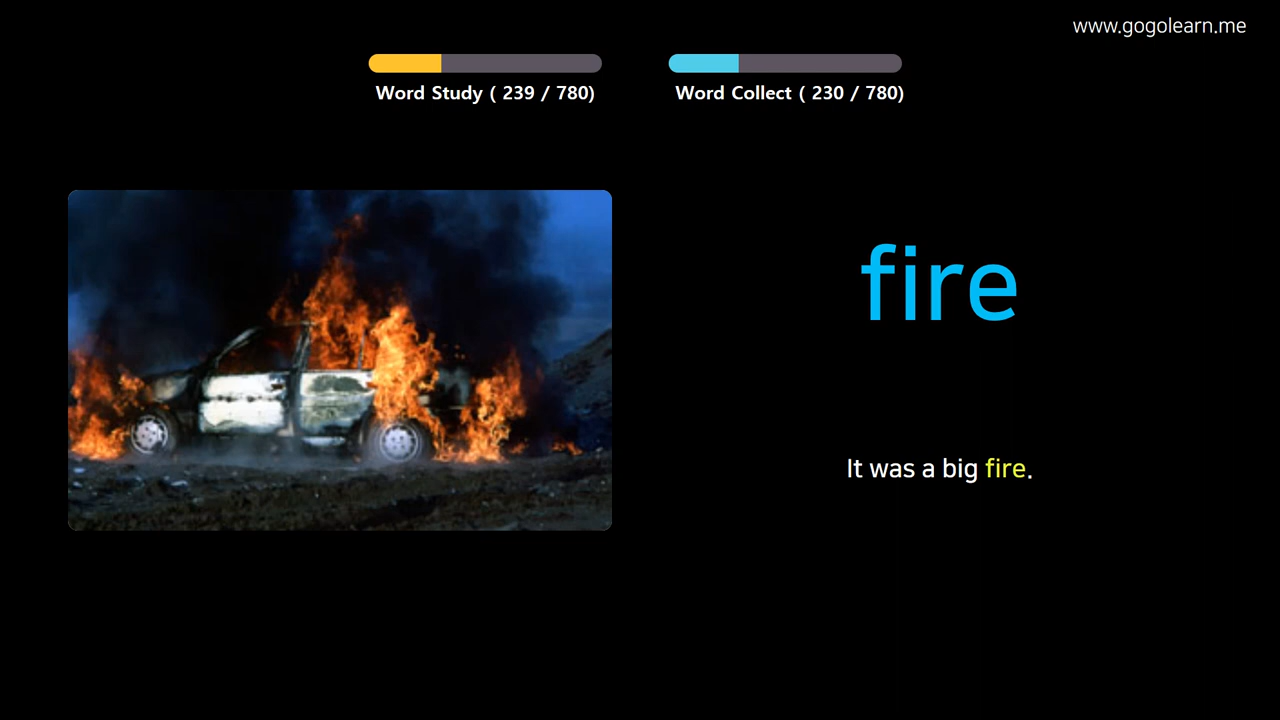 www.gogolearn.me
Word Study ( 239 / 780)
Word Collect ( 230 / 780)
fire
It was a big fire.